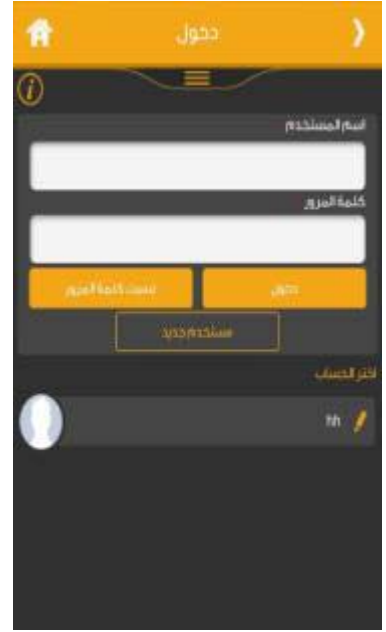 دخول
اسم المستخدم
كلمة المرور
دخول
نسيت كلمة المرور
مستخدم جديد
اختر الحساب
hh